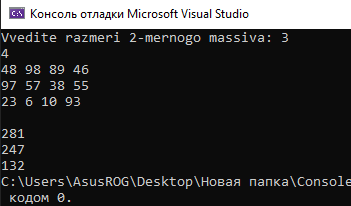 Консоль отладки Microsoft Visual Studio
Vvedite razmeri 2-mernogo massiva: 3
4
48 98 89 46
97 57 38 55
23 6 10 93
281
247
132
C:\Users\AsusROG\Desktop\Новая папка\Console
кодом 0.